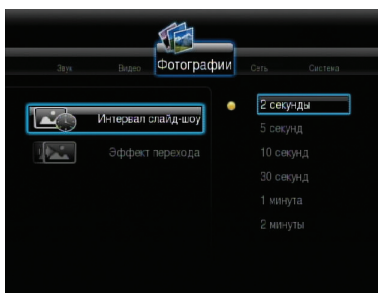 Звук Видео Фотографии Сеть Система
Интервал слайд-шоу
Эффект перехода
2 секунды
5 секунд
10 секунд
30 секунд
1 минута
2 минуты